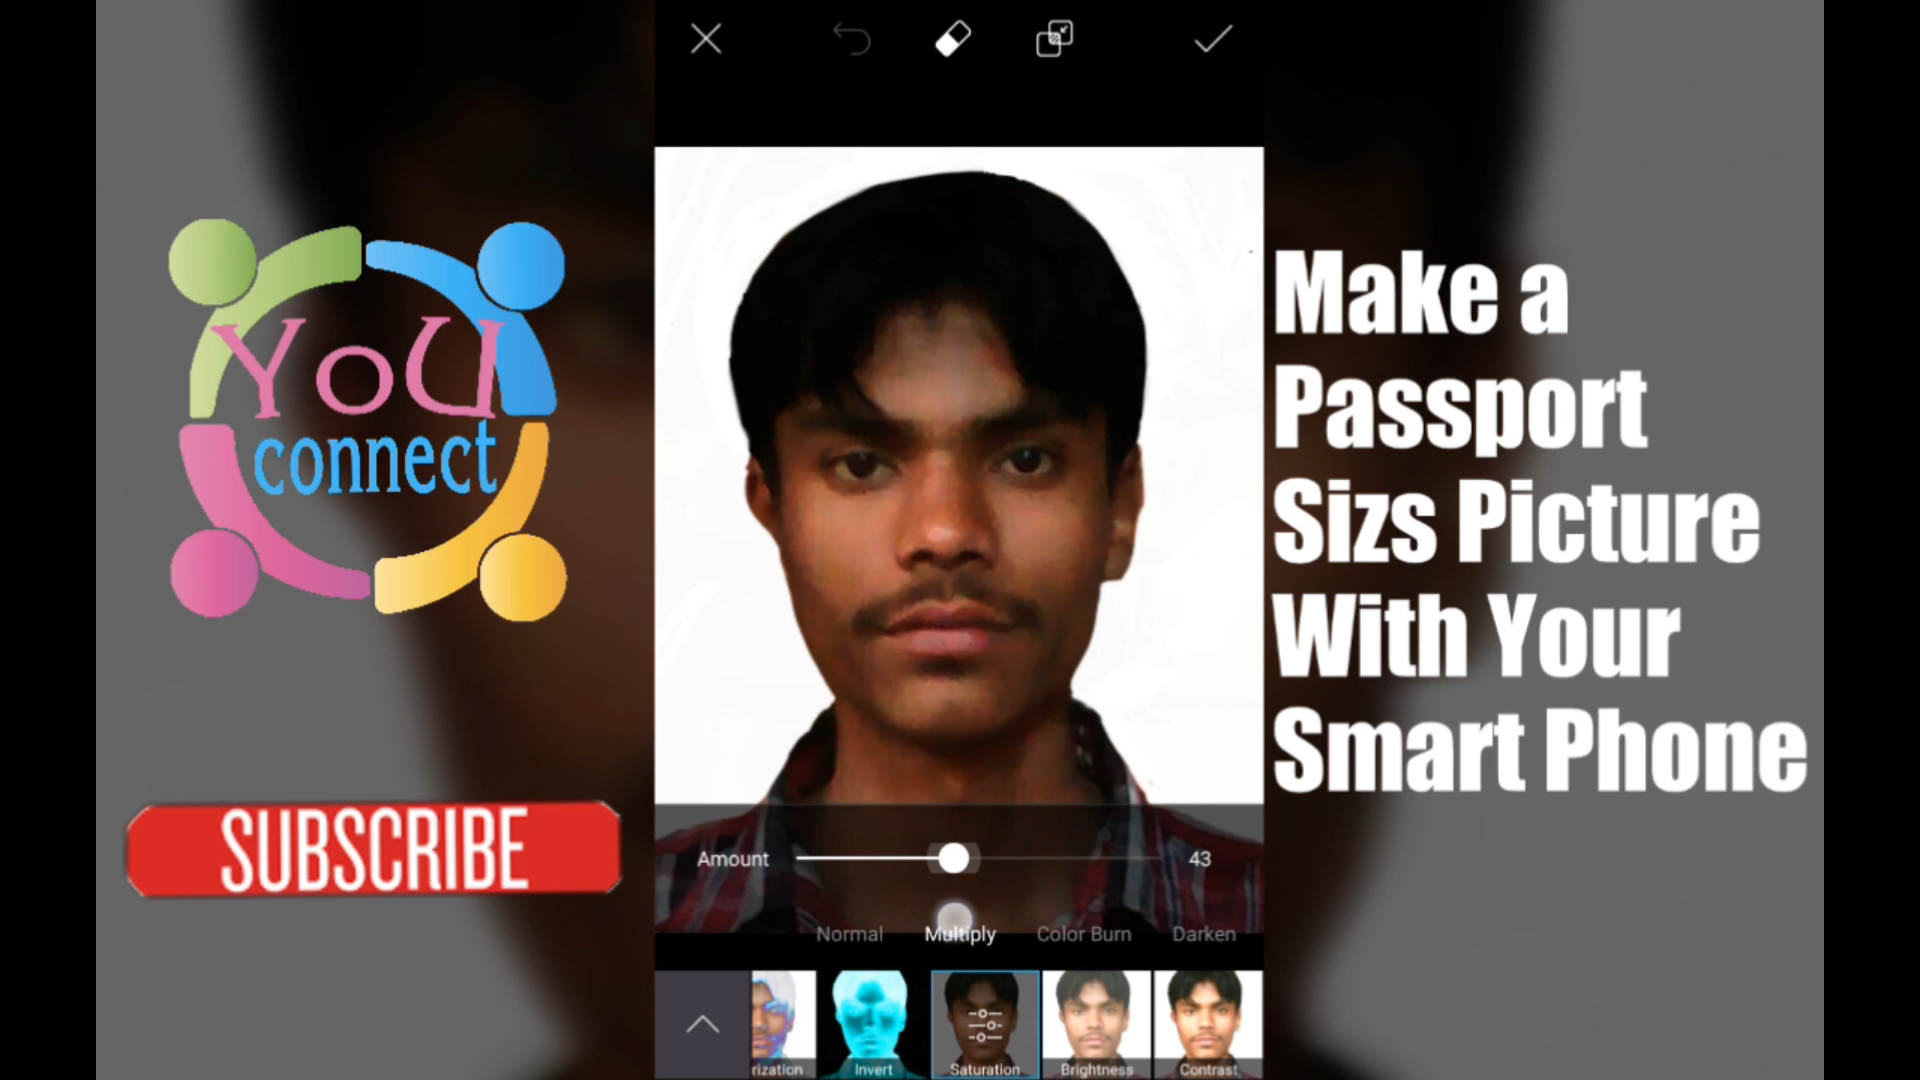 YoU
connect
SUBSCRIBE
Amount 43
Normal Multiply Color Burn Darken
rization Invert Saturation Brightness Contrast
Make a
Passport
Sizs Picture
With Your
Smart Phone